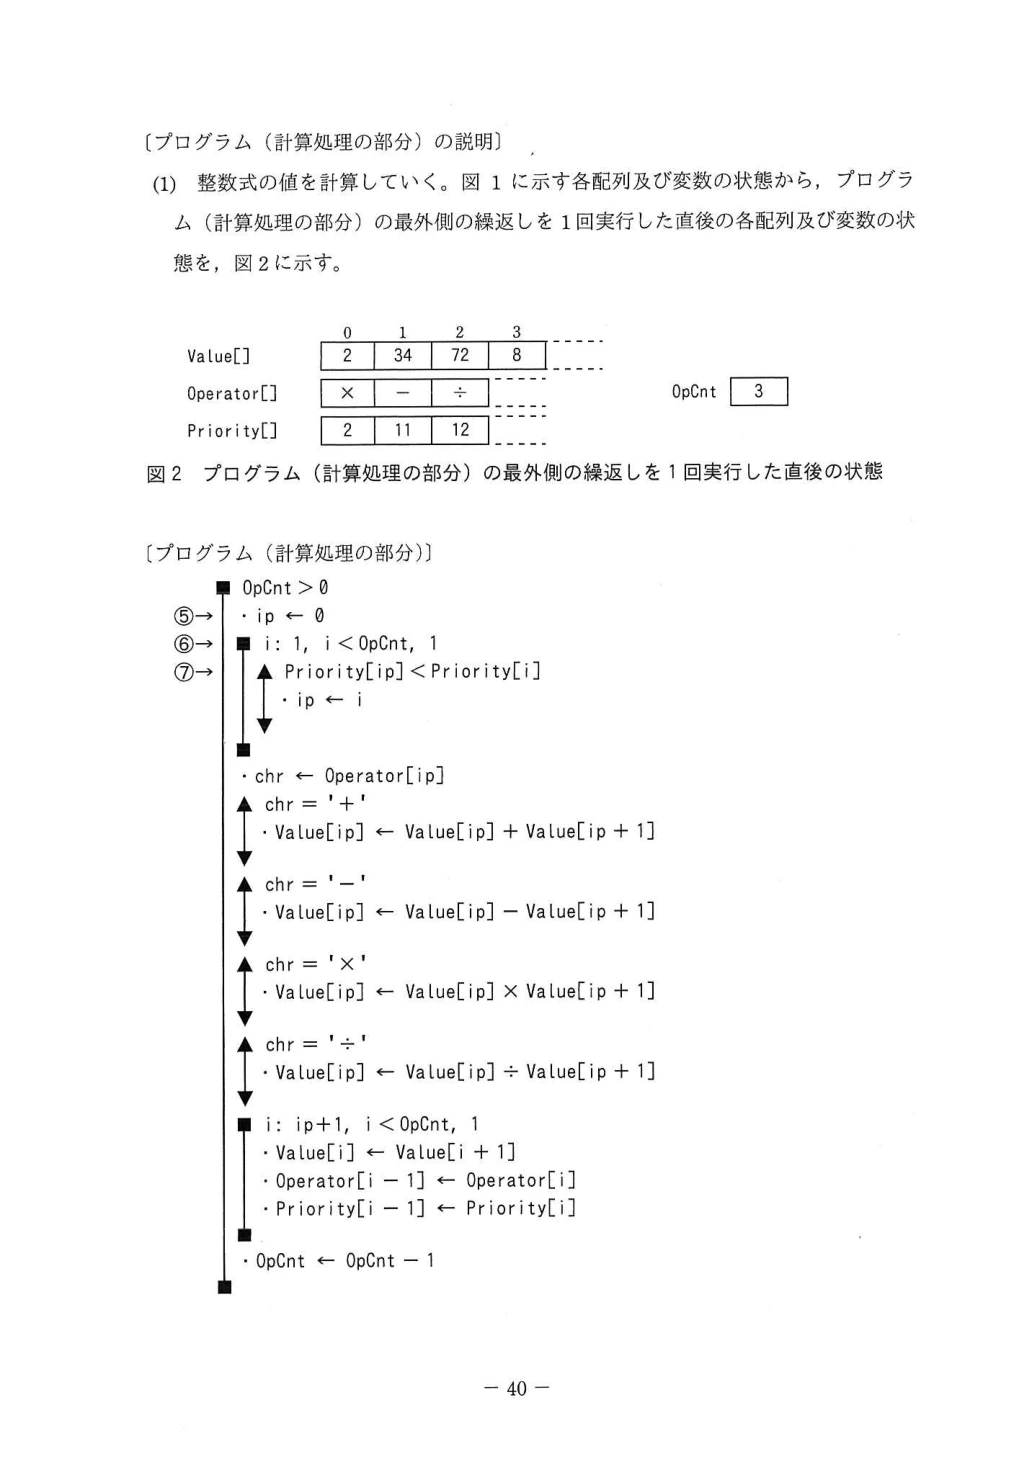 〔プログラム（計算処理の部分）の説明〕
(1)　整数式の値を計算していく。図 1 に示す各配列及び変数の状態から，プログラ
ム（計算処理の部分）の最外側の繰返しを 1 回実行した直後の各配列及び変数の状
態を，図 2 に示す。
0 1 2 3
Value[] 2 34 72 8
Operator[] × － ÷ OpCnt 3
Priority[] 2 11 12
図 2　プログラム（計算処理の部分）の最外側の繰返しを 1 回実行した直後の状態
〔プログラム（計算処理の部分)〕
■ OpCnt > 0
⑤→ ・ip ← 0
⑥→ ■ i: 1, i < OpCnt, 1
⑦→ ▲ Priority[ip] < Priority[i]
・ip ← i
▼
■
・chr ← Operator[ip]
▲ chr = '＋'
・Value[ip] ← Value[ip] + Value[ip + 1]
▼
▲ chr = '－'
・Value[ip] ← Value[ip] － Value[ip + 1]
▼
▲ chr = '×'
・Value[ip] ← Value[ip] × Value[ip + 1]
▼
▲ chr = '÷'
・Value[ip] ← Value[ip] ÷ Value[ip + 1]
▼
■ i: ip+1, i < OpCnt, 1
・Value[i] ← Value[i + 1]
・Operator[i － 1] ← Operator[i]
・Priority[i － 1] ← Priority[i]
■
・OpCnt ← OpCnt － 1
■
－ 40 －